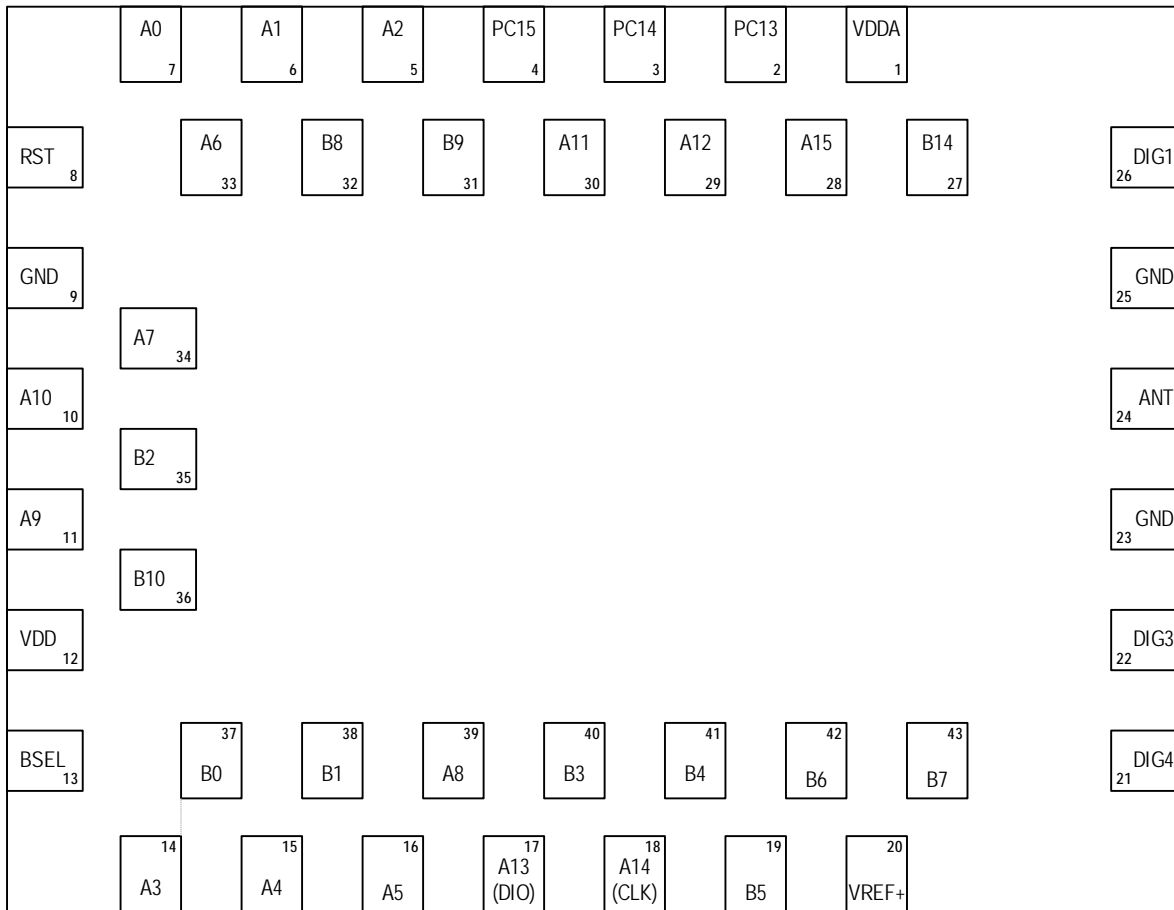 A0
7
A1
6
A2
5
PC15
4
PC14
3
PC13
2
VDDA
1
RST
8
A6
33
B8
32
B9
31
A11
30
A12
29
A15
28
B14
27
DIG1
26
GND
9
GND
25
A7
34
A10
10
ANT
24
B2
35
A9
11
GND
23
B10
36
VDD
12
DIG3
22
BSEL
13
37
B0
38
B1
39
A8
40
B3
41
B4
42
B6
43
B7
DIG4
21
14
A3
15
A4
16
A5
17
A13
(DIO)
18
A14
(CLK)
19
B5
20
VREF+